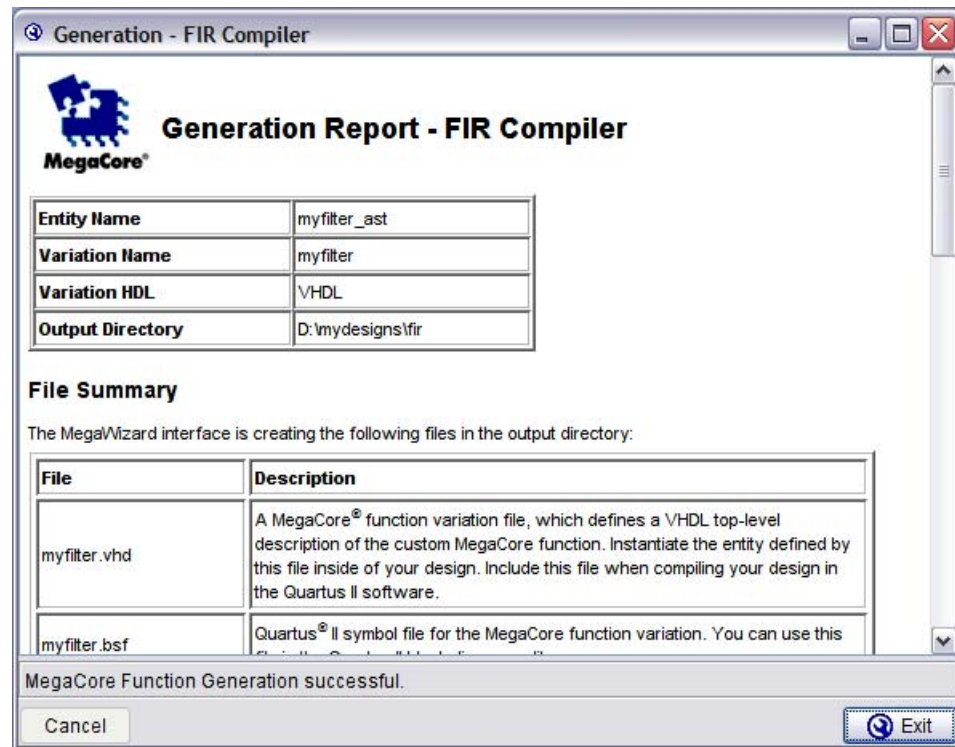 Generation - FIR Compiler
MegaCore®
Generation Report - FIR Compiler
Entity Name myfilter_ast
Variation Name myfilter
Variation HDL VHDL
Output Directory D:\mydesigns\fir
File Summary
The MegaWizard interface is creating the following files in the output directory:
File Description
myfilter.vhd
A MegaCore® function variation file, which defines a VHDL top-level
description of the custom MegaCore function. Instantiate the entity defined by
this file inside of your design. Include this file when compiling your design in
the Quartus II software.
myfilter.bsf
Quartus® II symbol file for the MegaCore function variation. You can use this
MegaCore Function Generation successful.
Cancel
Exit